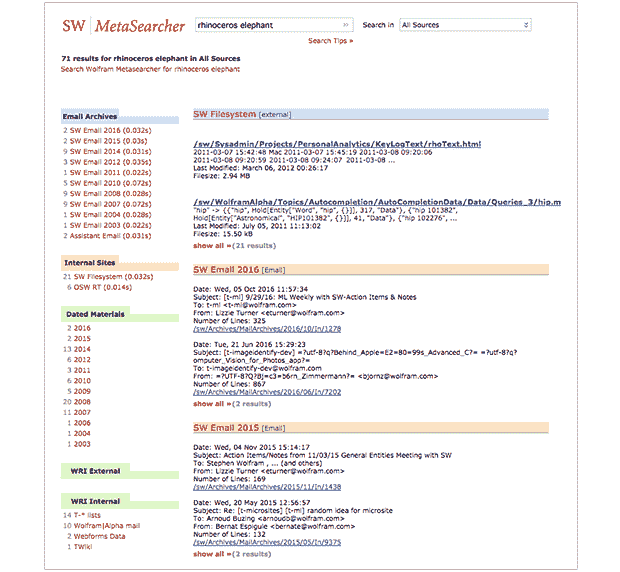 SW MetaSearcher
rhinoceros elephant »
Search in All Sources
Search Tips »
71 results for rhinoceros elephant in All Sources
Search Wolfram Metasearcher for rhinoceros elephant
Email Archives
2 SW Email 2016 (0.032s)
2 SW Email 2015 (0.03s)
9 SW Email 2014 (0.031s)
3 SW Email 2012 (0.035s)
1 SW Email 2011 (0.022s)
5 SW Email 2010 (0.072s)
9 SW Email 2008 (0.028s)
9 SW Email 2007 (0.072s)
1 SW Email 2004 (0.028s)
1 SW Email 2003 (0.028s)
2 Assistant Email (0.031s)
Internal Sites
21 SW Filesystem (0.032s)
6 OSW RT (0.014s)
Dated Materials
2 2016
2 2015
13 2014
6 2012
3 2011
6 2010
5 2009
20 2008
11 2007
1 2006
1 2004
1 2003
WRI External
WRI Internal
14 T-* lists
10 Wolfram|Alpha mail
2 Webforms Data
1 TWiki
SW Filesystem [external]
/sw/Sysadmin/Projects/PersonalAnalytics/KeyLogText/rhoText.html
2011-03-07 15:42:48 Mac 2011-03-07 15:45:19 2011-03-08 09:20:06
2011-03-08 09:20:59 2011-03-08 09:24:07 2011-03-08 ...
Last Modified: March 06, 2012 00:26:17
Filesize: 2.94 MB
/sw/WolframAlpha/Topics/Autocompletion/AutoCompletionData/Data/Queries_3/hip.m
"hip" -> {{"hip", Hold[Entity["Word", "hip", {}]], 317, "Data"}, {"hip 101382",
Hold[Entity["Astronomical", "HIP101382", {}]], 41, "Data"}, {"hip 102276", ...
Last Modified: July 05, 2011 11:13:02
Filesize: 15.50 kB
show all »(21 results)
SW Email 2016 [Email]
Date: Wed, 05 Oct 2016 11:57:34
Subject: [t-ml] 9/29/16: ML Weekly with SW-Action Items & Notes
To: t-ml <t-ml@wolfram.com>
From: Lizzie Turner <eturner@wolfram.com>
Number of Lines: 325
/sw/Archives/MailArchives/2016/10/In/1278
Date: Tue, 21 Jun 2016 15:29:23
Subject: [t-imageidentify-dev] =?utf-8?q?Behind_Apple=E2=80=99s_Advanced_C?= =?utf-8?q?
omputer_Vision_for_Photos_app?=
To: t-imageidentify-dev@wolfram.com
From: =?UTF-8?Q?Bj=c3=b6rn_Zimmermann?= <bjornz@wolfram.com>
Number of Lines: 867
/sw/Archives/MailArchives/2016/06/In/7202
show all »(2 results)
SW Email 2015 [Email]
Date: Wed, 04 Nov 2015 15:14:17
Subject: Action Items/Notes from 11/03/15 General Entities Meeting with SW
To: Stephen Wolfram , ... (and others)
From: Lizzie Turner <eturner@wolfram.com>
Number of Lines: 169
/sw/Archives/MailArchives/2015/11/In/1438
Date: Wed, 20 May 2015 12:56:57
Subject: Re: [t-microsites] [t-ml] random idea for microsite
To: Arnoud Buzing <arnoudb@wolfram.com>
From: Bernat Espigulé <bernate@wolfram.com>
Number of Lines: 132
/sw/Archives/MailArchives/2015/05/In/9375
show all »(2 results)